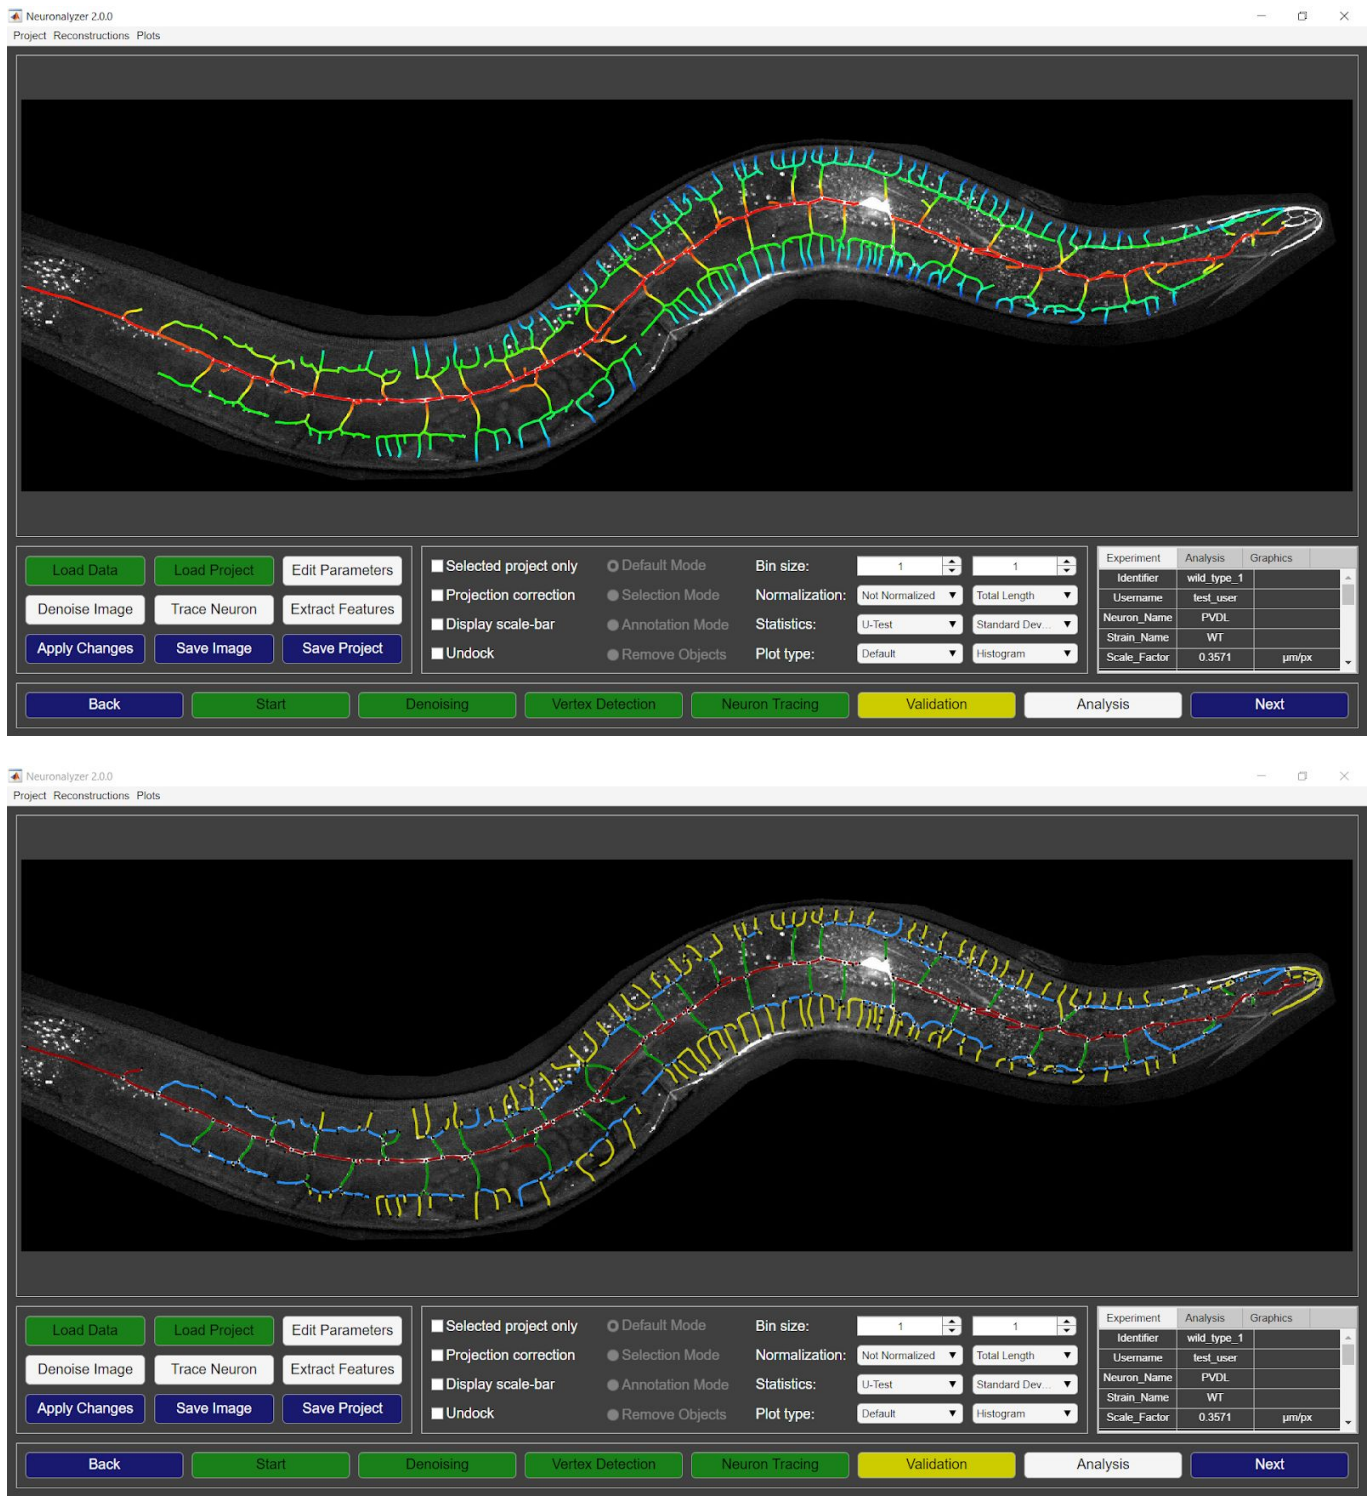 Neuronalyzer 2.0.0
Project Reconstructions Plots
Load Data Load Project Edit Parameters
Denoise Image Trace Neuron Extract Features
Apply Changes Save Image Save Project
Selected project only Default Mode Bin size: 1 1
Projection correction Selection Mode Normalization: Not Normalized Total Length
Display scale-bar Annotation Mode Statistics: U-Test Standard Dev...
Undock Remove Objects Plot type: Default Histogram
Experiment Analysis Graphics
Identifier wild_type_1
Username test_user
Neuron_Name PVDL
Strain_Name WT
Scale_Factor 0.3571 µm/px
Back Start Denoising Vertex Detection Neuron Tracing Validation Analysis Next
Neuronalyzer 2.0.0
Project Reconstructions Plots
Load Data Load Project Edit Parameters
Denoise Image Trace Neuron Extract Features
Apply Changes Save Image Save Project
Selected project only Default Mode Bin size: 1 1
Projection correction Selection Mode Normalization: Not Normalized Total Length
Display scale-bar Annotation Mode Statistics: U-Test Standard Dev...
Undock Remove Objects Plot type: Default Histogram
Experiment Analysis Graphics
Identifier wild_type_1
Username test_user
Neuron_Name PVDL
Strain_Name WT
Scale_Factor 0.3571 µm/px
Back Start Denoising Vertex Detection Neuron Tracing Validation Analysis Next